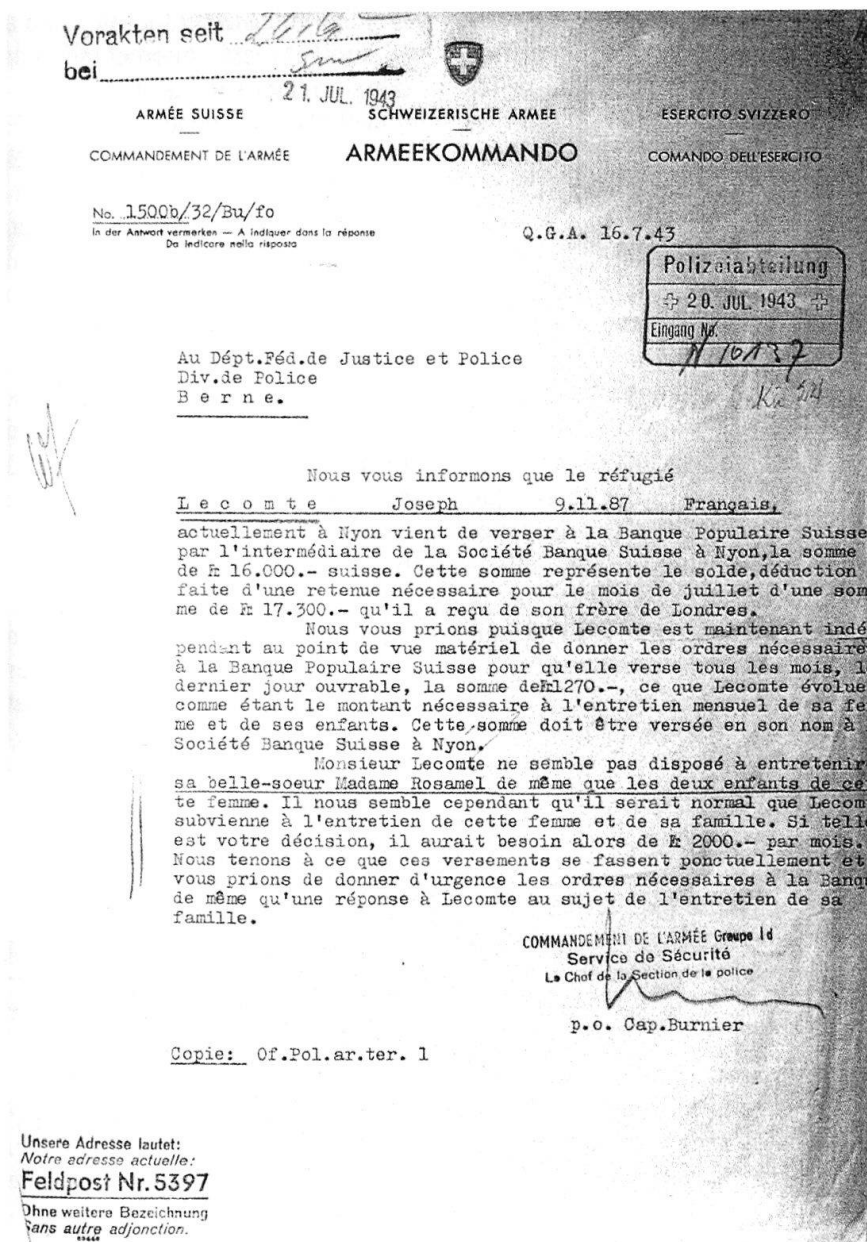 Vorakten seit
bei
21. JUL. 1943
ARMÉE SUISSE
COMMANDEMENT DE L'ARMÉE
SCHWEIZERISCHE ARMEE
ARMEEKOMMANDO
ESERCITO SVIZZERO
COMANDO DELL'ESERCITO
No. 1500b/32/Bu/fo
In der Antwort vermerken — A indiquer dans la réponse
Da indicare nella risposta
Q.G.A. 16.7.43
Polizeiabteilung
20. JUL. 1943
Eingang No.
N 10137
Au Dépt.Féd.de Justice et Police
Div.de Police
B e r n e.
Nous vous informons que le réfugié
L e c o m t e Joseph 9.11.87 Français,
actuellement à Nyon vient de verser à la Banque Populaire Suisse
par l'intermédiaire de la Société Banque Suisse à Nyon,la somme
de Fr 16.000.- suisse. Cette somme représente le solde,déduction
faite d'une retenue nécessaire pour le mois de juillet d'une som
me de Fr 17.300.- qu'il a reçu de son frère de Londres.
Nous vous prions puisque Lecomte est maintenant indé
pendant au point de vue matériel de donner les ordres nécessaire
à la Banque Populaire Suisse pour qu'elle verse tous les mois, l
dernier jour ouvrable, la somme deFr1270.-, ce que Lecomte évolue
comme étant le montant nécessaire à l'entretien mensuel de sa fe
me et de ses enfants. Cette somme doit être versée en son nom à
Société Banque Suisse à Nyon.
Monsieur Lecomte ne semble pas disposé à entretenir
sa belle-soeur Madame Rosamel de même que les deux enfants de ce
te femme. Il nous semble cependant qu'il serait normal que Lecom
subvienne à l'entretien de cette femme et de sa famille. Si telle
est votre décision, il aurait besoin alors de Fr 2000.- par mois.
Nous tenons à ce que ces versements se fassent ponctuellement et
vous prions de donner d'urgence les ordres nécessaires à la Banqu
de même qu'une réponse à Lecomte au sujet de l'entretien de sa
famille.
COMMANDEMENT DE L'ARMÉE Groupe Id
Service de Sécurité
Le Chef de la Section de la police
p.o. Cap.Burnier
Copie: Of.Pol.ar.ter. 1
Unsere Adresse lautet:
Notre adresse actuelle:
Feldpost Nr. 5397
Ohne weitere Bezeichnung
Sans autre adjonction.